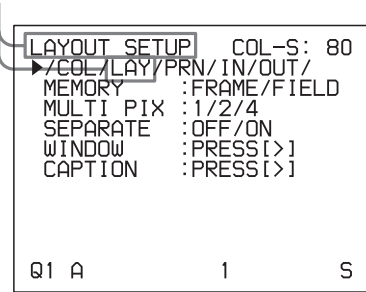 LAYOUT SETUP COL-S: 80
▶/COL/LAY/PRN/IN/OUT/
MEMORY :FRAME/FIELD
MULTI PIX :1/2/4
SEPARATE :OFF/ON
WINDOW :PRESS[>]
CAPTION :PRESS[>]
Q1 A 1 S